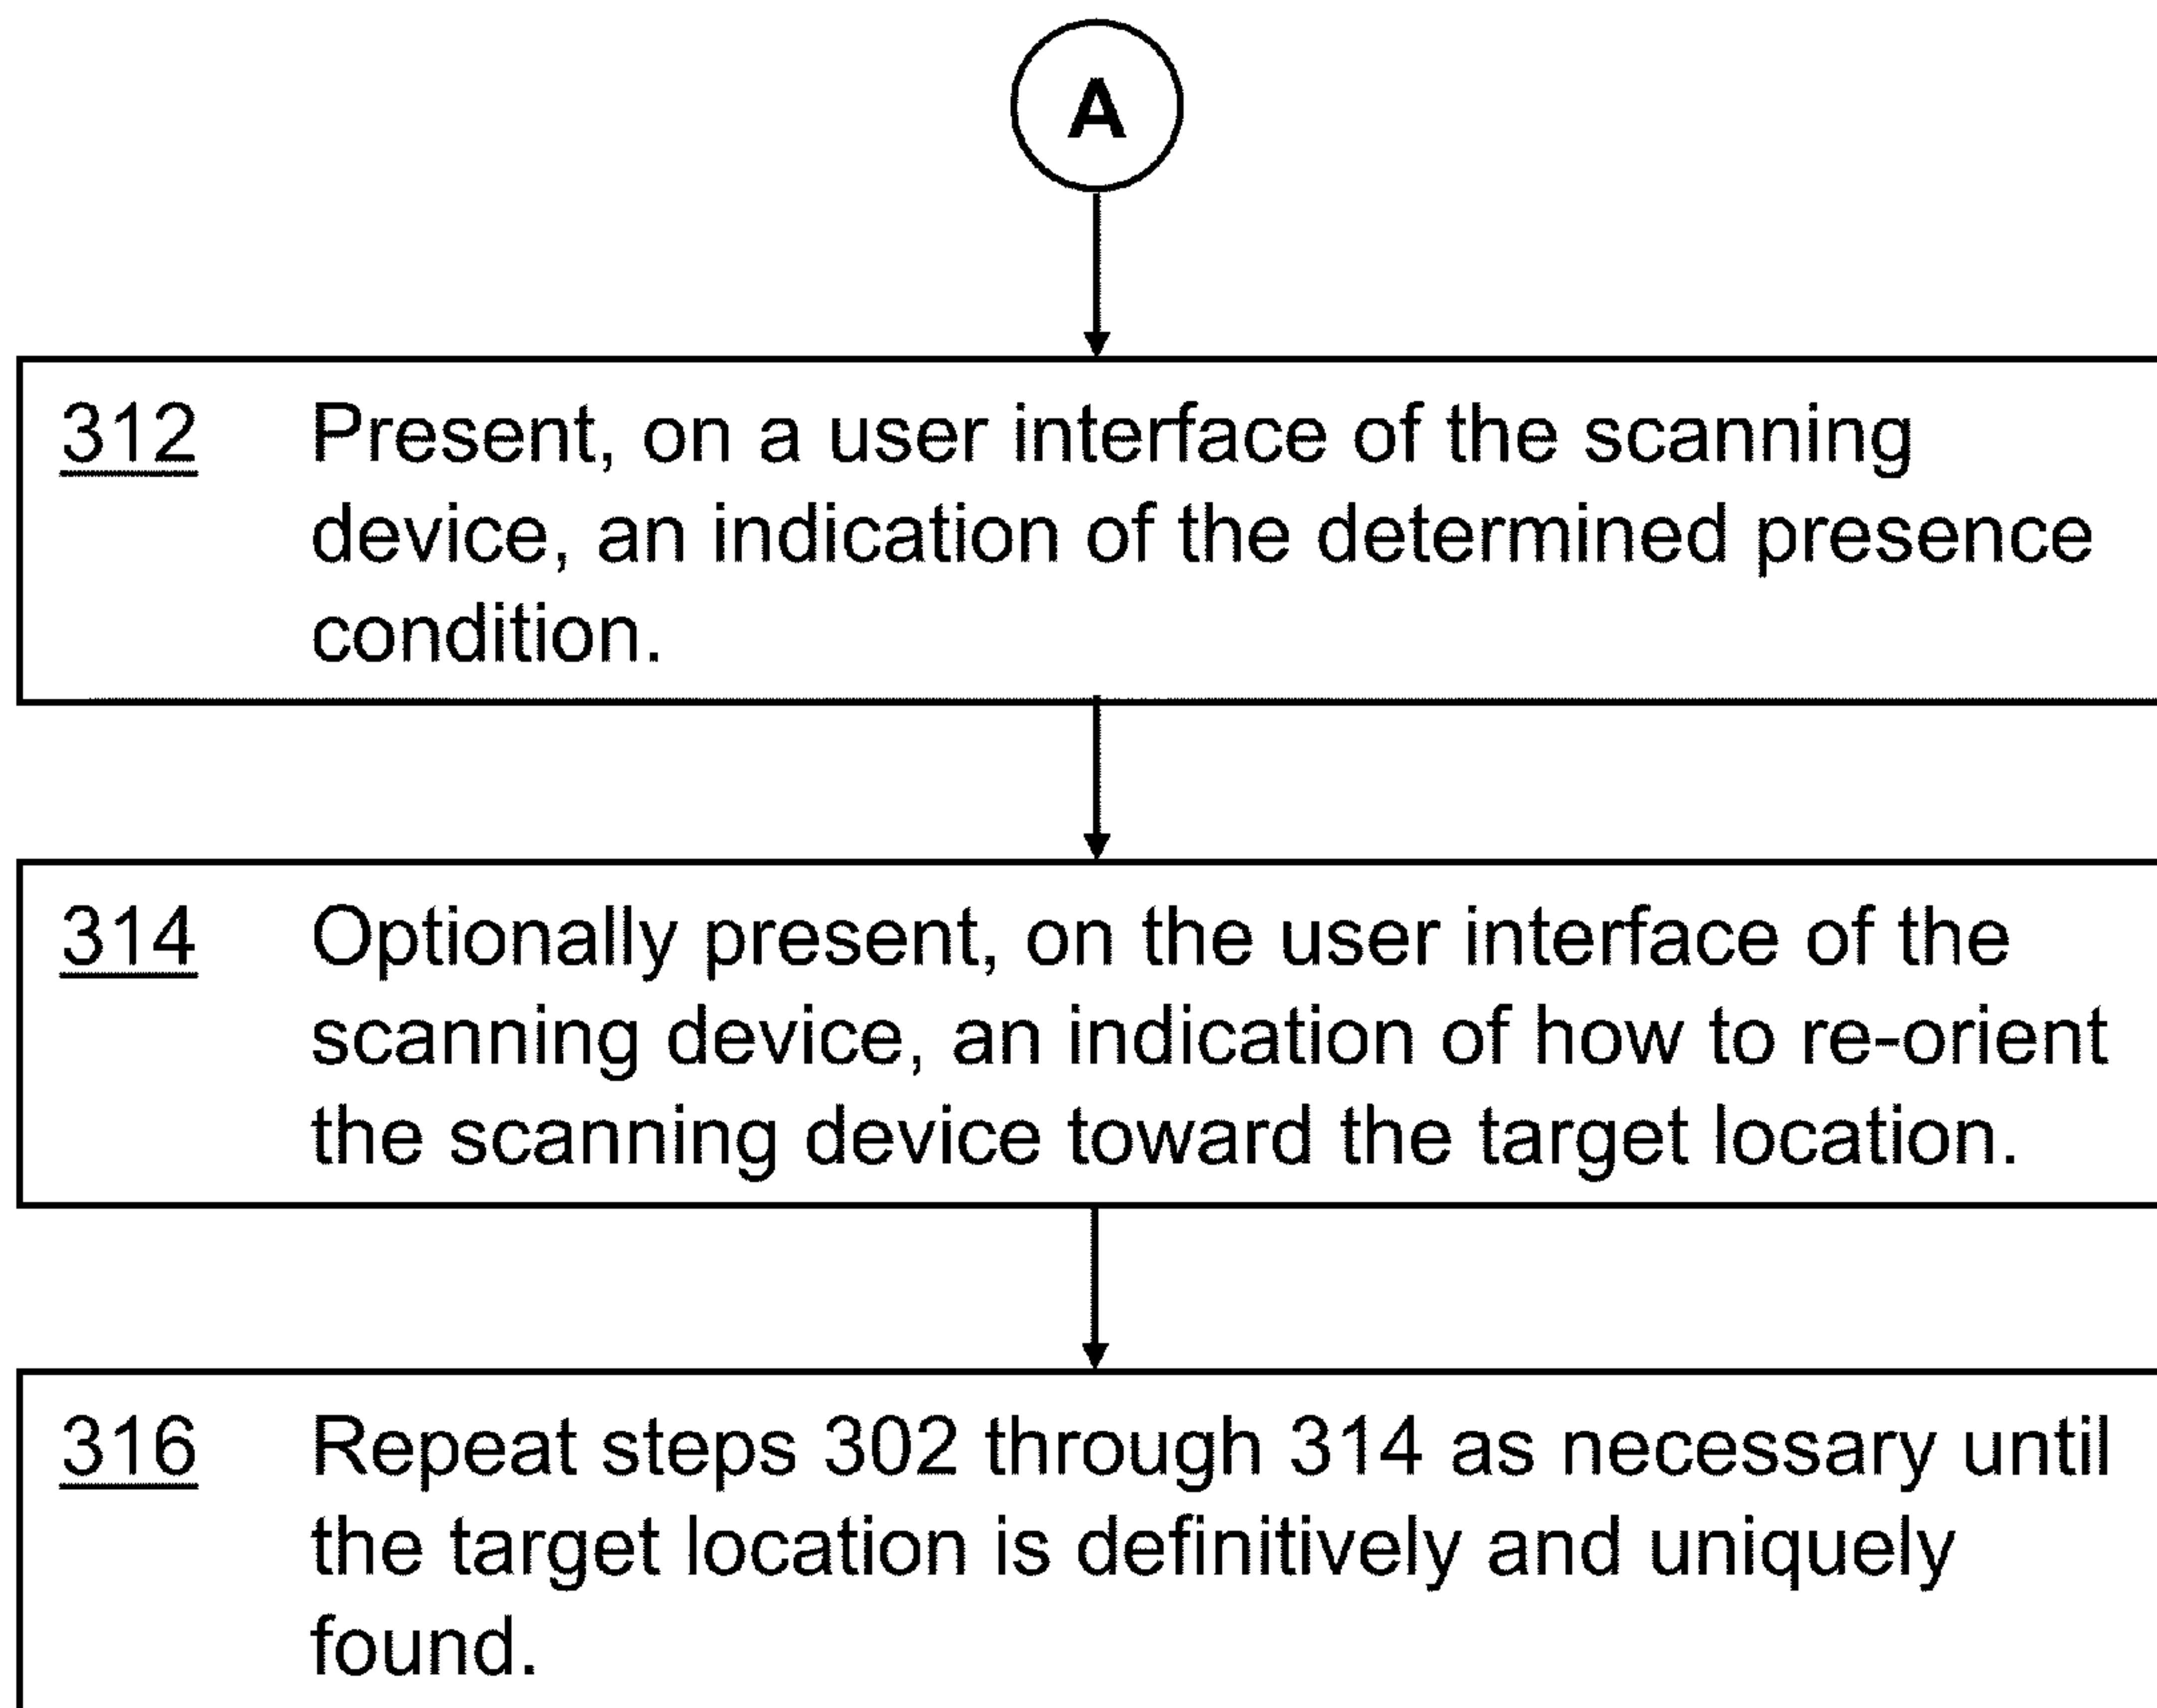 A
312 Present, on a user interface of the scanning
device, an indication of the determined presence
condition.
314 Optionally present, on the user interface of the
scanning device, an indication of how to re-orient
the scanning device toward the target location.
316 Repeat steps 302 through 314 as necessary until
the target location is definitively and uniquely
found.